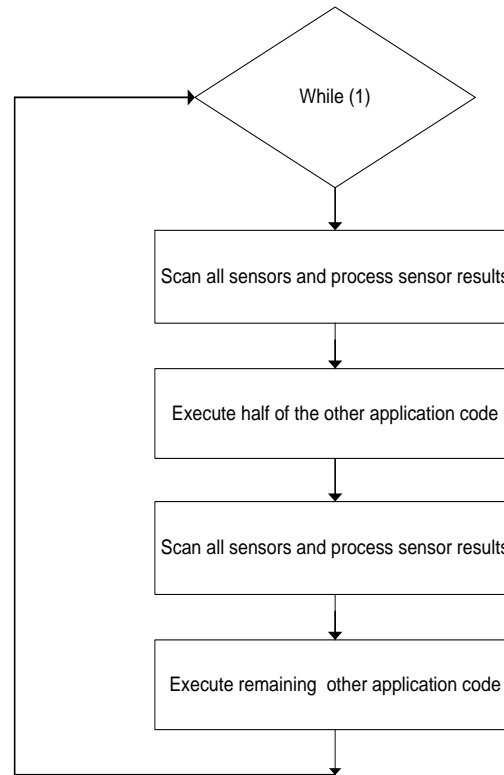 While (1)
Scan all sensors and process sensor results
Execute half of the other application code
Scan all sensors and process sensor results
Execute remaining other application code